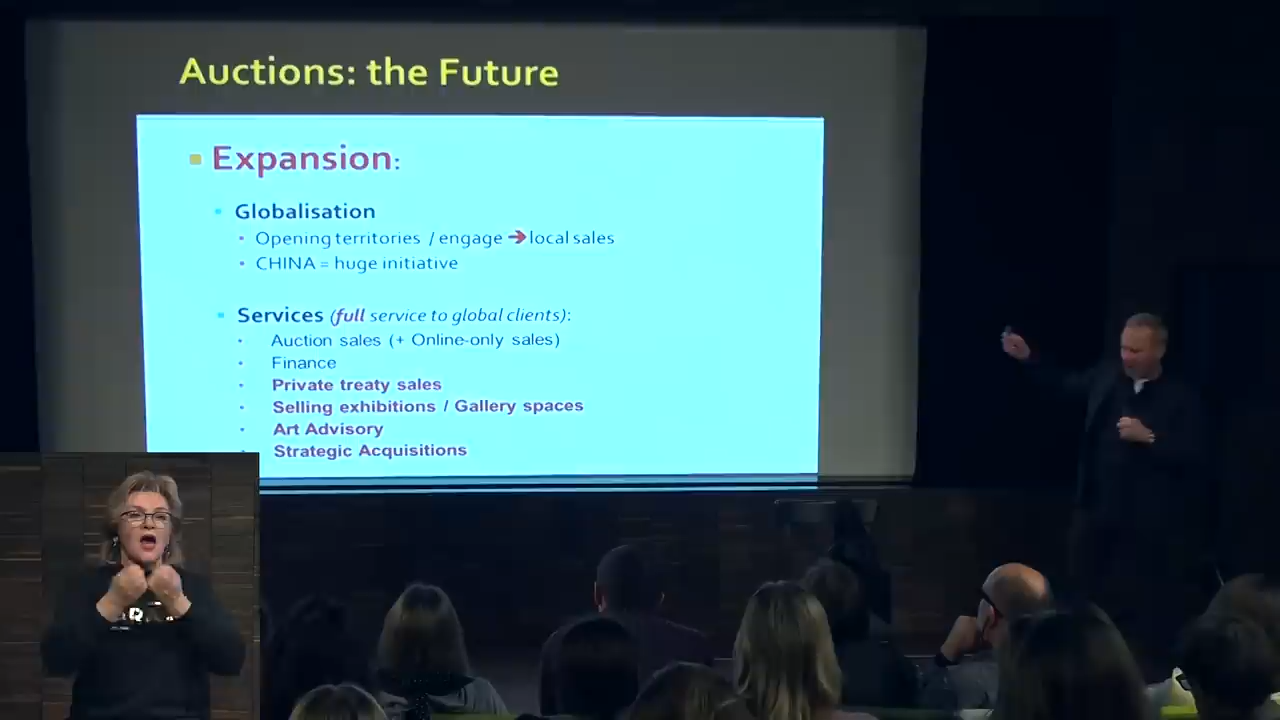 Auctions: the Future
Expansion:
Globalisation
Opening territories / engage ➔ local sales
CHINA = huge initiative
Services (full service to global clients):
Auction sales (+ Online-only sales)
Finance
Private treaty sales
Selling exhibitions / Gallery spaces
Art Advisory
Strategic Acquisitions